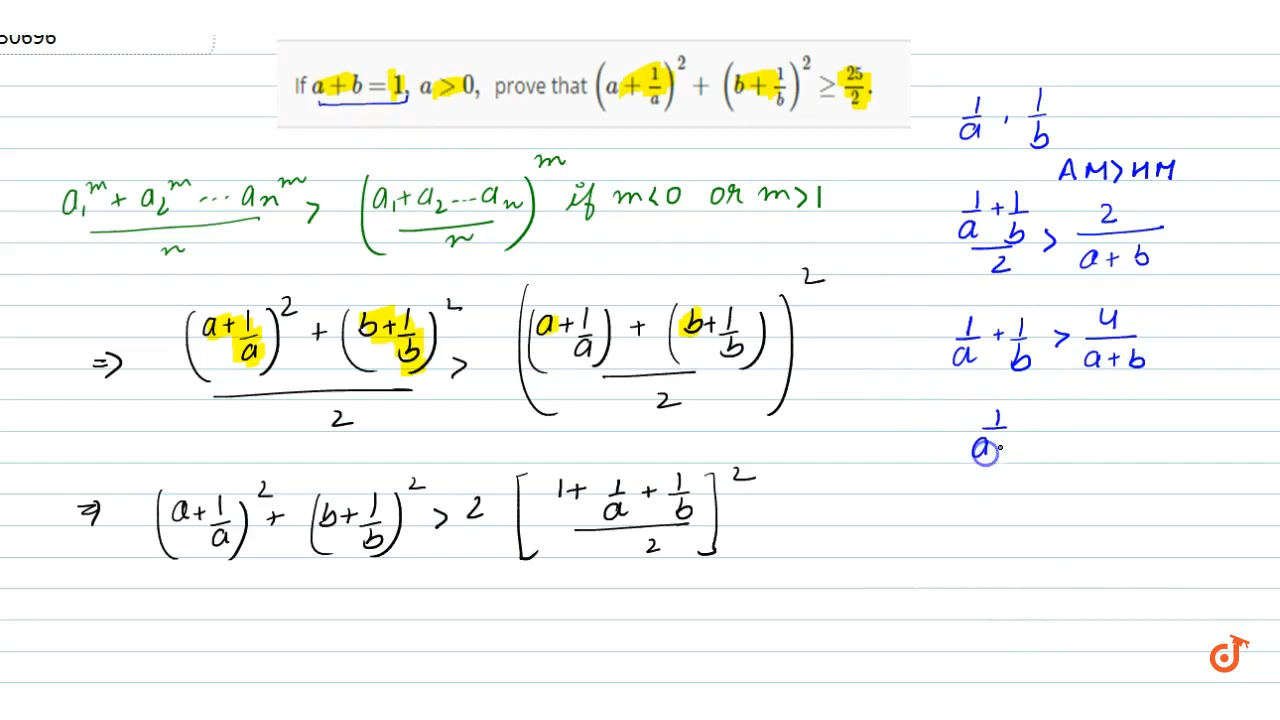 50696
If a + b = 1, a > 0, prove that (a + 1/a)^2 + (b + 1/b)^2 ≥ 25/2.
(a₁^m + a₂^m ... aₙ^m)/n > ((a₁ + a₂ ... aₙ)/n)^m if m < 0 or m > 1
⇒ ((a + 1/a)^2 + (b + 1/b)^2)/2 > (((a + 1/a) + (b + 1/b))/2)^2
⇒ (a + 1/a)^2 + (b + 1/b)^2 > 2 [(1 + 1/a + 1/b)/2]^2
1/a , 1/b
AM > HM
(1/a + 1/b)/2 > 2/(a + b)
1/a + 1/b > 4/(a + b)
1/a